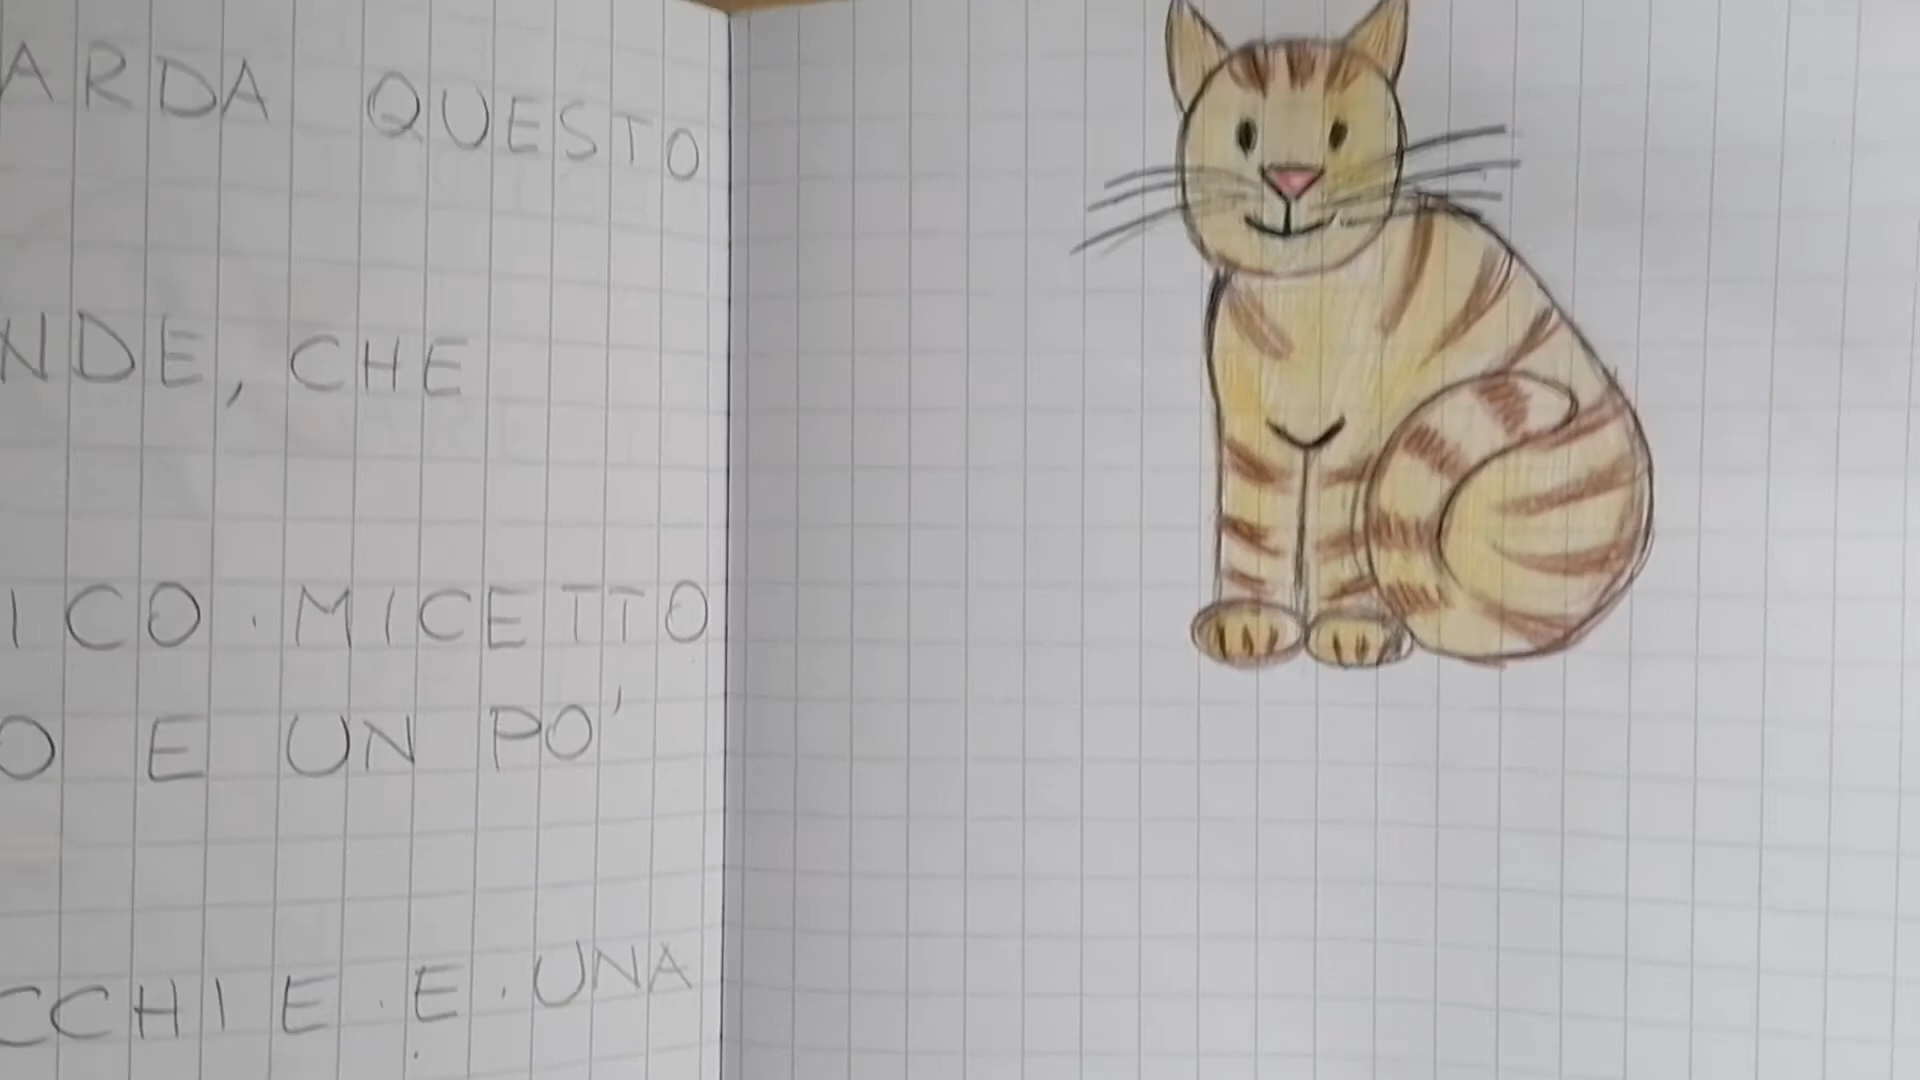 ARDA QUESTO
NDE, CHE
ICO. MICETTO
O E UN PO'
CCHIE. E. UNA